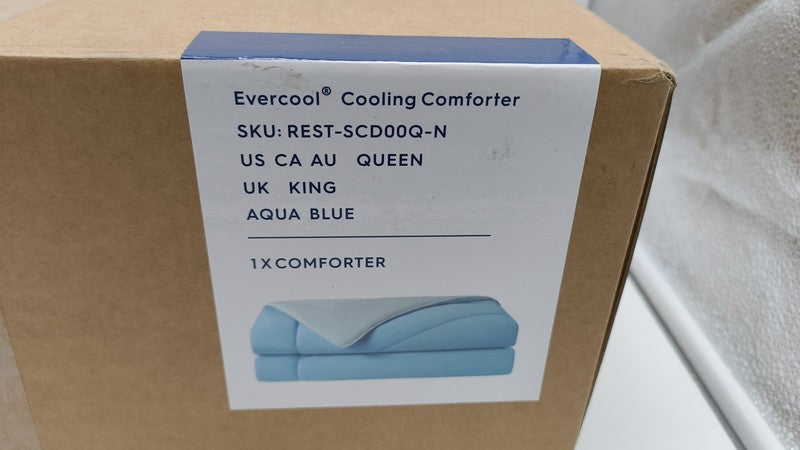 Evercool® Cooling Comforter
SKU: REST-SCD00Q-N
US CA AU QUEEN
UK KING
AQUA BLUE
1XCOMFORTER